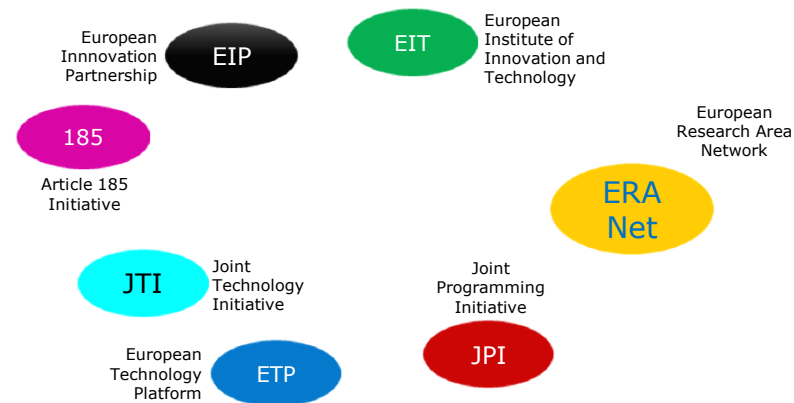 European
Innnovation
Partnership
EIP
EIT
European
Institute of
Innovation and
Technology
185
Article 185
Initiative
European
Research Area
Network
ERA
Net
JTI
Joint
Technology
Initiative
Joint
Programming
Initiative
JPI
European
Technology
Platform
ETP